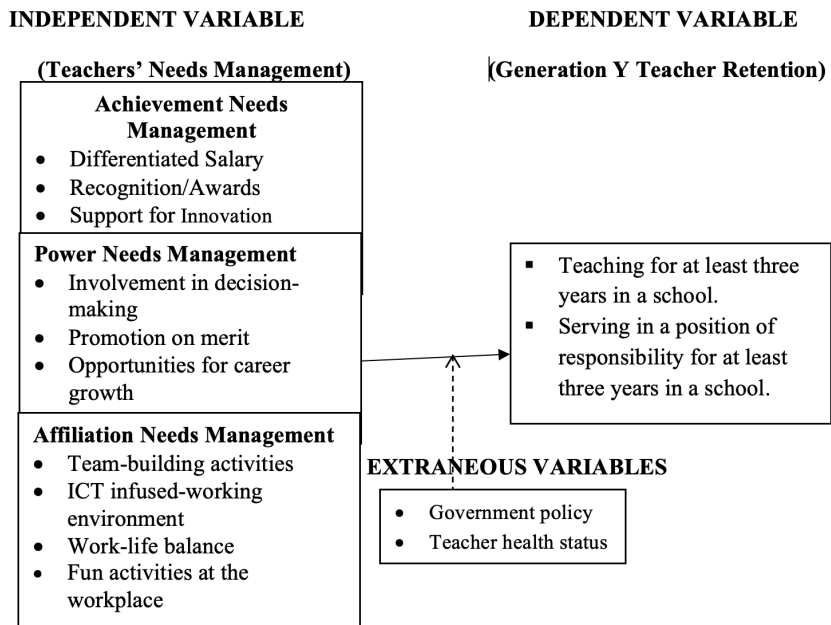 INDEPENDENT VARIABLE
(Teachers’ Needs Management)
Achievement Needs
Management
• Differentiated Salary
• Recognition/Awards
• Support for Innovation
Power Needs Management
• Involvement in decision-
making
• Promotion on merit
• Opportunities for career
growth
Affiliation Needs Management
• Team-building activities
• ICT infused-working
environment
• Work-life balance
• Fun activities at the
workplace
DEPENDENT VARIABLE
(Generation Y Teacher Retention)
▪ Teaching for at least three
years in a school.
▪ Serving in a position of
responsibility for at least
three years in a school.
EXTRANEOUS VARIABLES
• Government policy
• Teacher health status